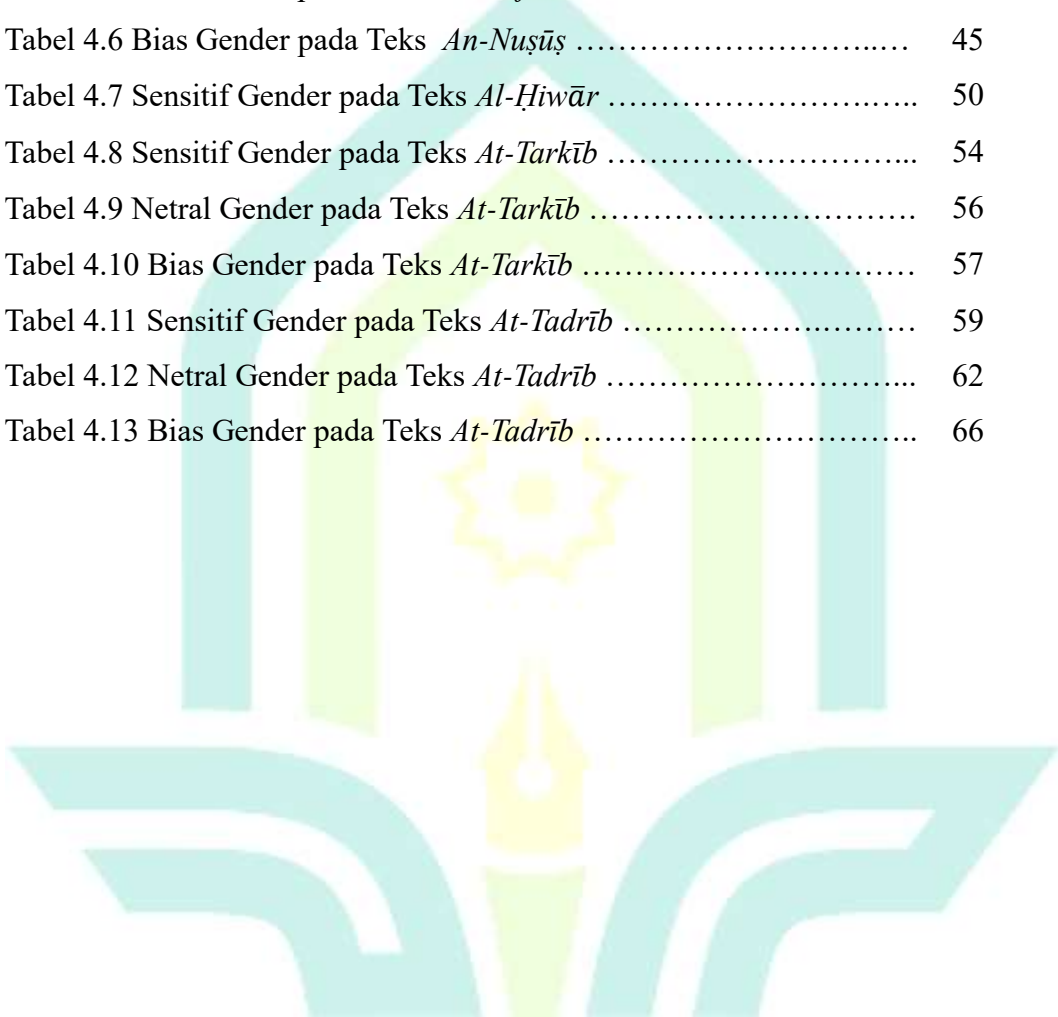 Tabel 4.6 Bias Gender pada Teks An-Nuṣūṣ ……………………….…..… 45
Tabel 4.7 Sensitif Gender pada Teks Al-Ḥiwār …………………….….. 50
Tabel 4.8 Sensitif Gender pada Teks At-Tarkīb ………………………... 54
Tabel 4.9 Netral Gender pada Teks At-Tarkīb …………………………. 56
Tabel 4.10 Bias Gender pada Teks At-Tarkīb ………………..………… 57
Tabel 4.11 Sensitif Gender pada Teks At-Tadrīb ………………….……… 59
Tabel 4.12 Netral Gender pada Teks At-Tadrīb ………………………... 62
Tabel 4.13 Bias Gender pada Teks At-Tadrīb ………………………….. 66